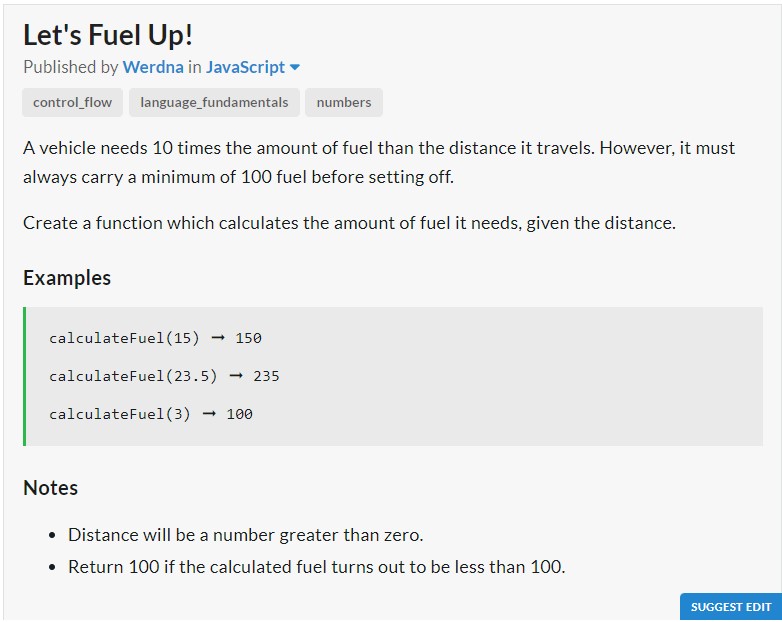 Let's Fuel Up!
Published by Werdna in JavaScript
control_flow language_fundamentals numbers
A vehicle needs 10 times the amount of fuel than the distance it travels. However, it must
always carry a minimum of 100 fuel before setting off.
Create a function which calculates the amount of fuel it needs, given the distance.
Examples
calculateFuel(15) ➞ 150
calculateFuel(23.5) ➞ 235
calculateFuel(3) ➞ 100
Notes
• Distance will be a number greater than zero.
• Return 100 if the calculated fuel turns out to be less than 100.
SUGGEST EDIT